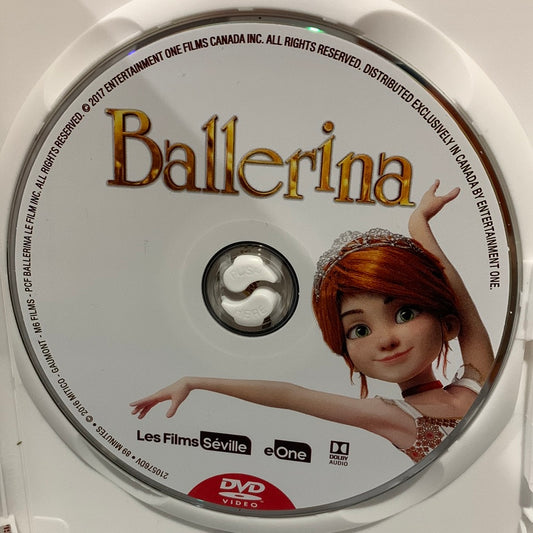 © 2017 ENTERTAINMENT ONE FILMS CANADA INC. ALL RIGHTS RESERVED. DISTRIBUTED EXCLUSIVELY IN CANADA BY ENTERTAINMENT ONE.
Ballerina
PUSH
Les Films Séville
eOne
DOLBY
AUDIO
DVD
VIDEO
210576DV • 89 MINUTES • © 2016 MITICO - GAUMONT - M6 FILMS - PCF BALLERINA LE FILM INC. ALL RIGHTS RESERVED.